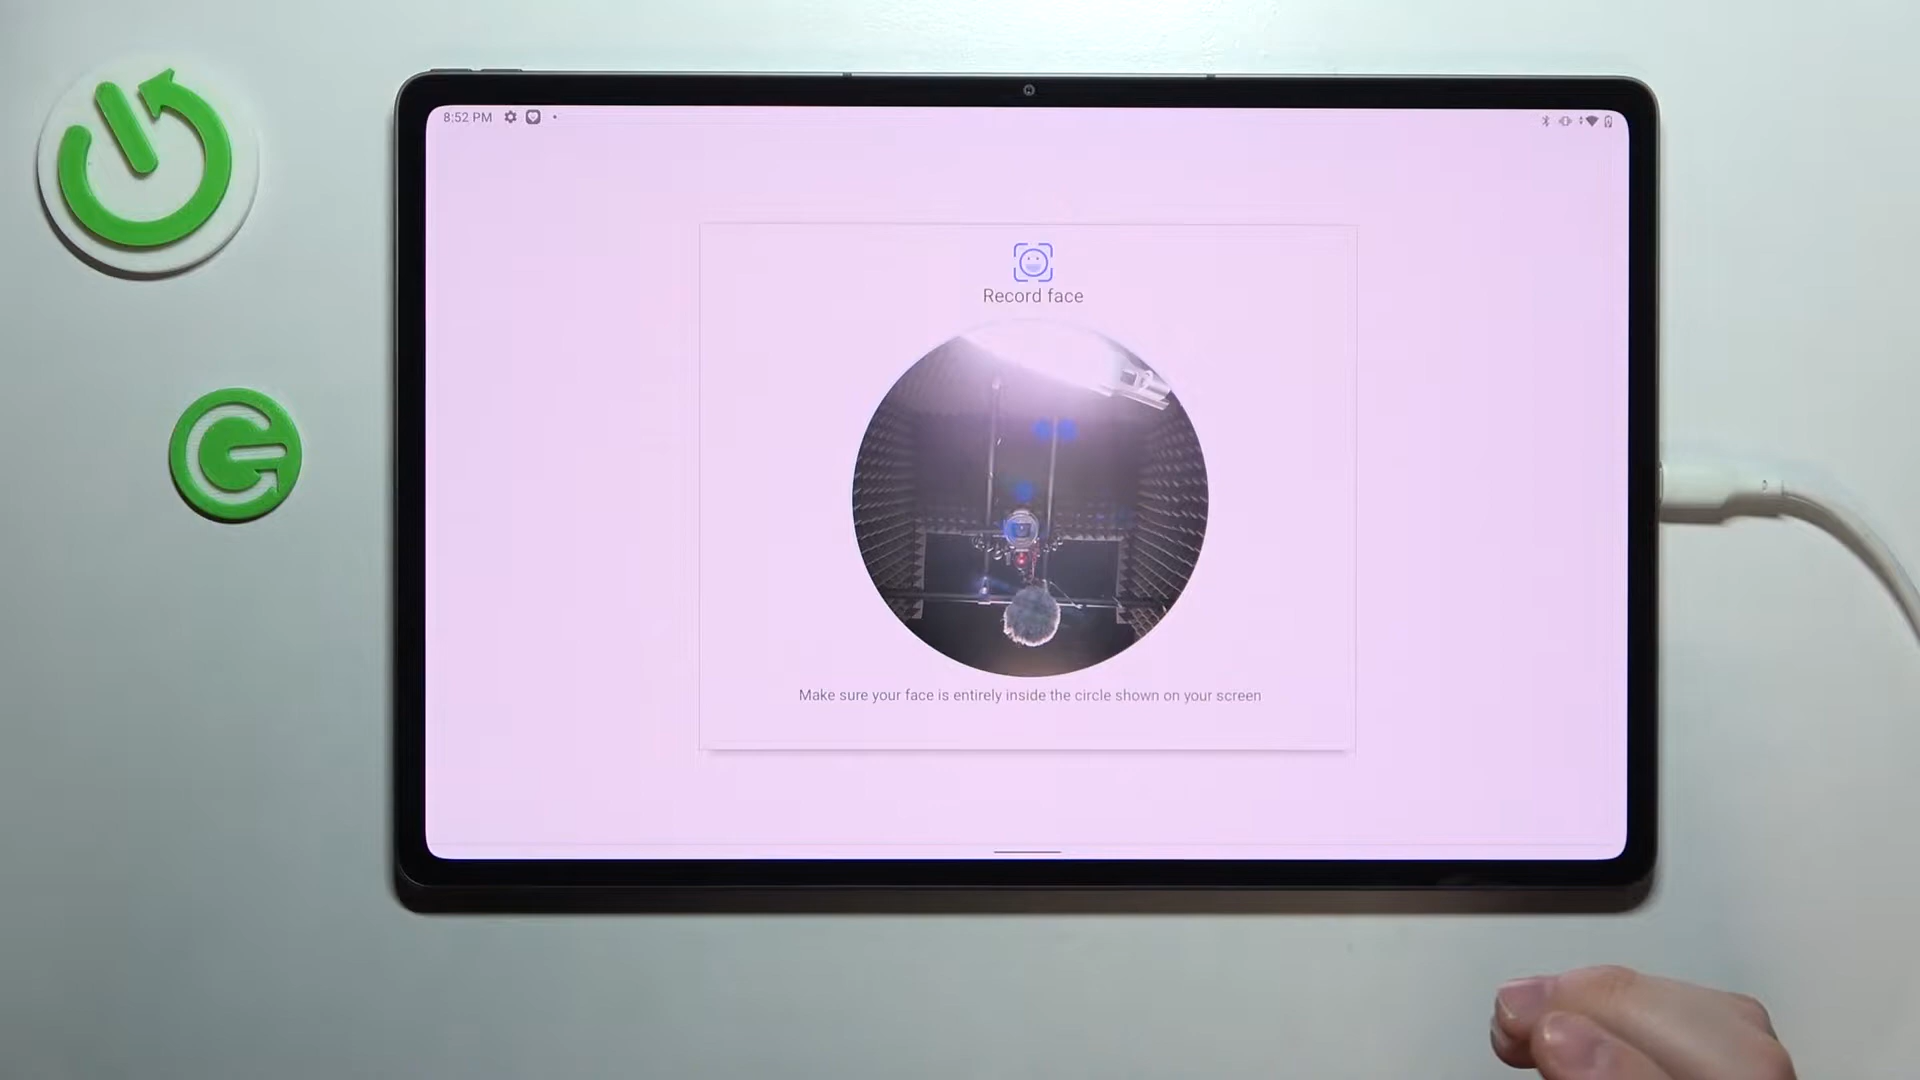 8:52 PM
Record face
Make sure your face is entirely inside the circle shown on your screen